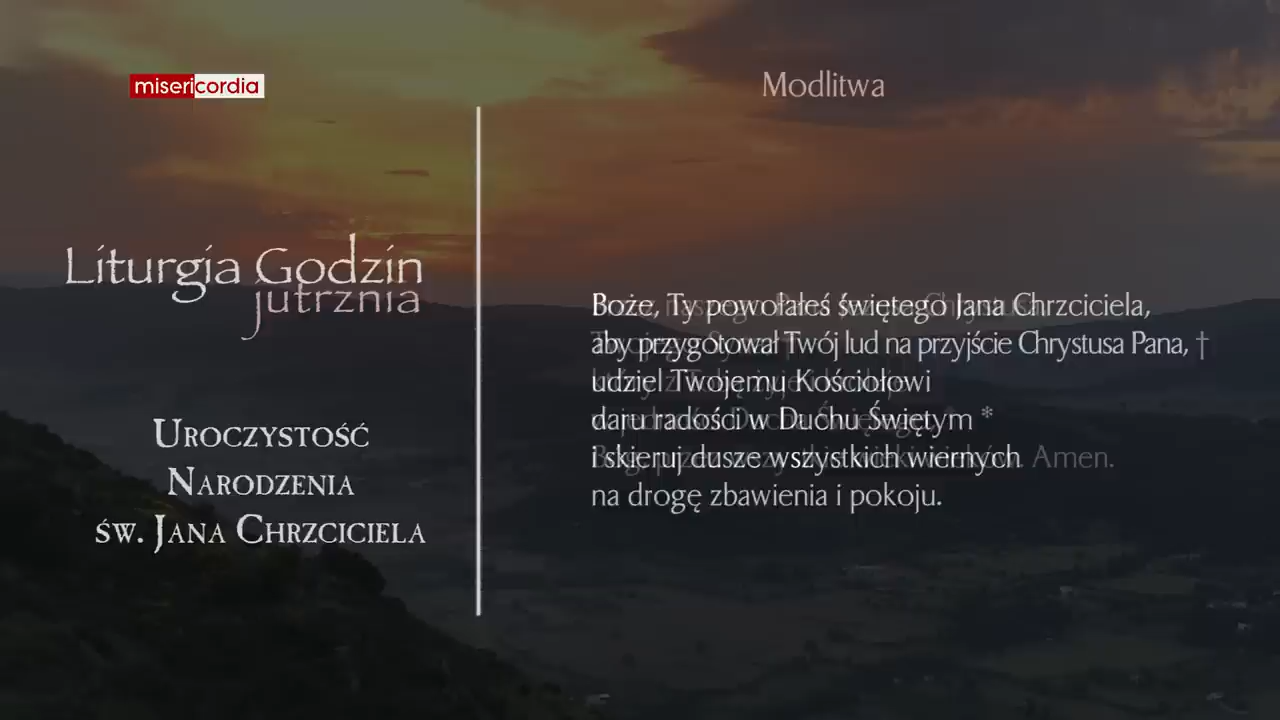 misericordia
Modlitwa
Liturgia Godzin
jutrznia
Uroczystość
Narodzenia
św. Jana Chrzciciela
Boże, Ty powołałeś świętego Jana Chrzciciela,
aby przygotował Twój lud na przyjście Chrystusa Pana, †
udziel Twojemu Kościołowi
daru radości w Duchu Świętym *
i skieruj dusze wszystkich wiernych
na drogę zbawienia i pokoju.
Amen.